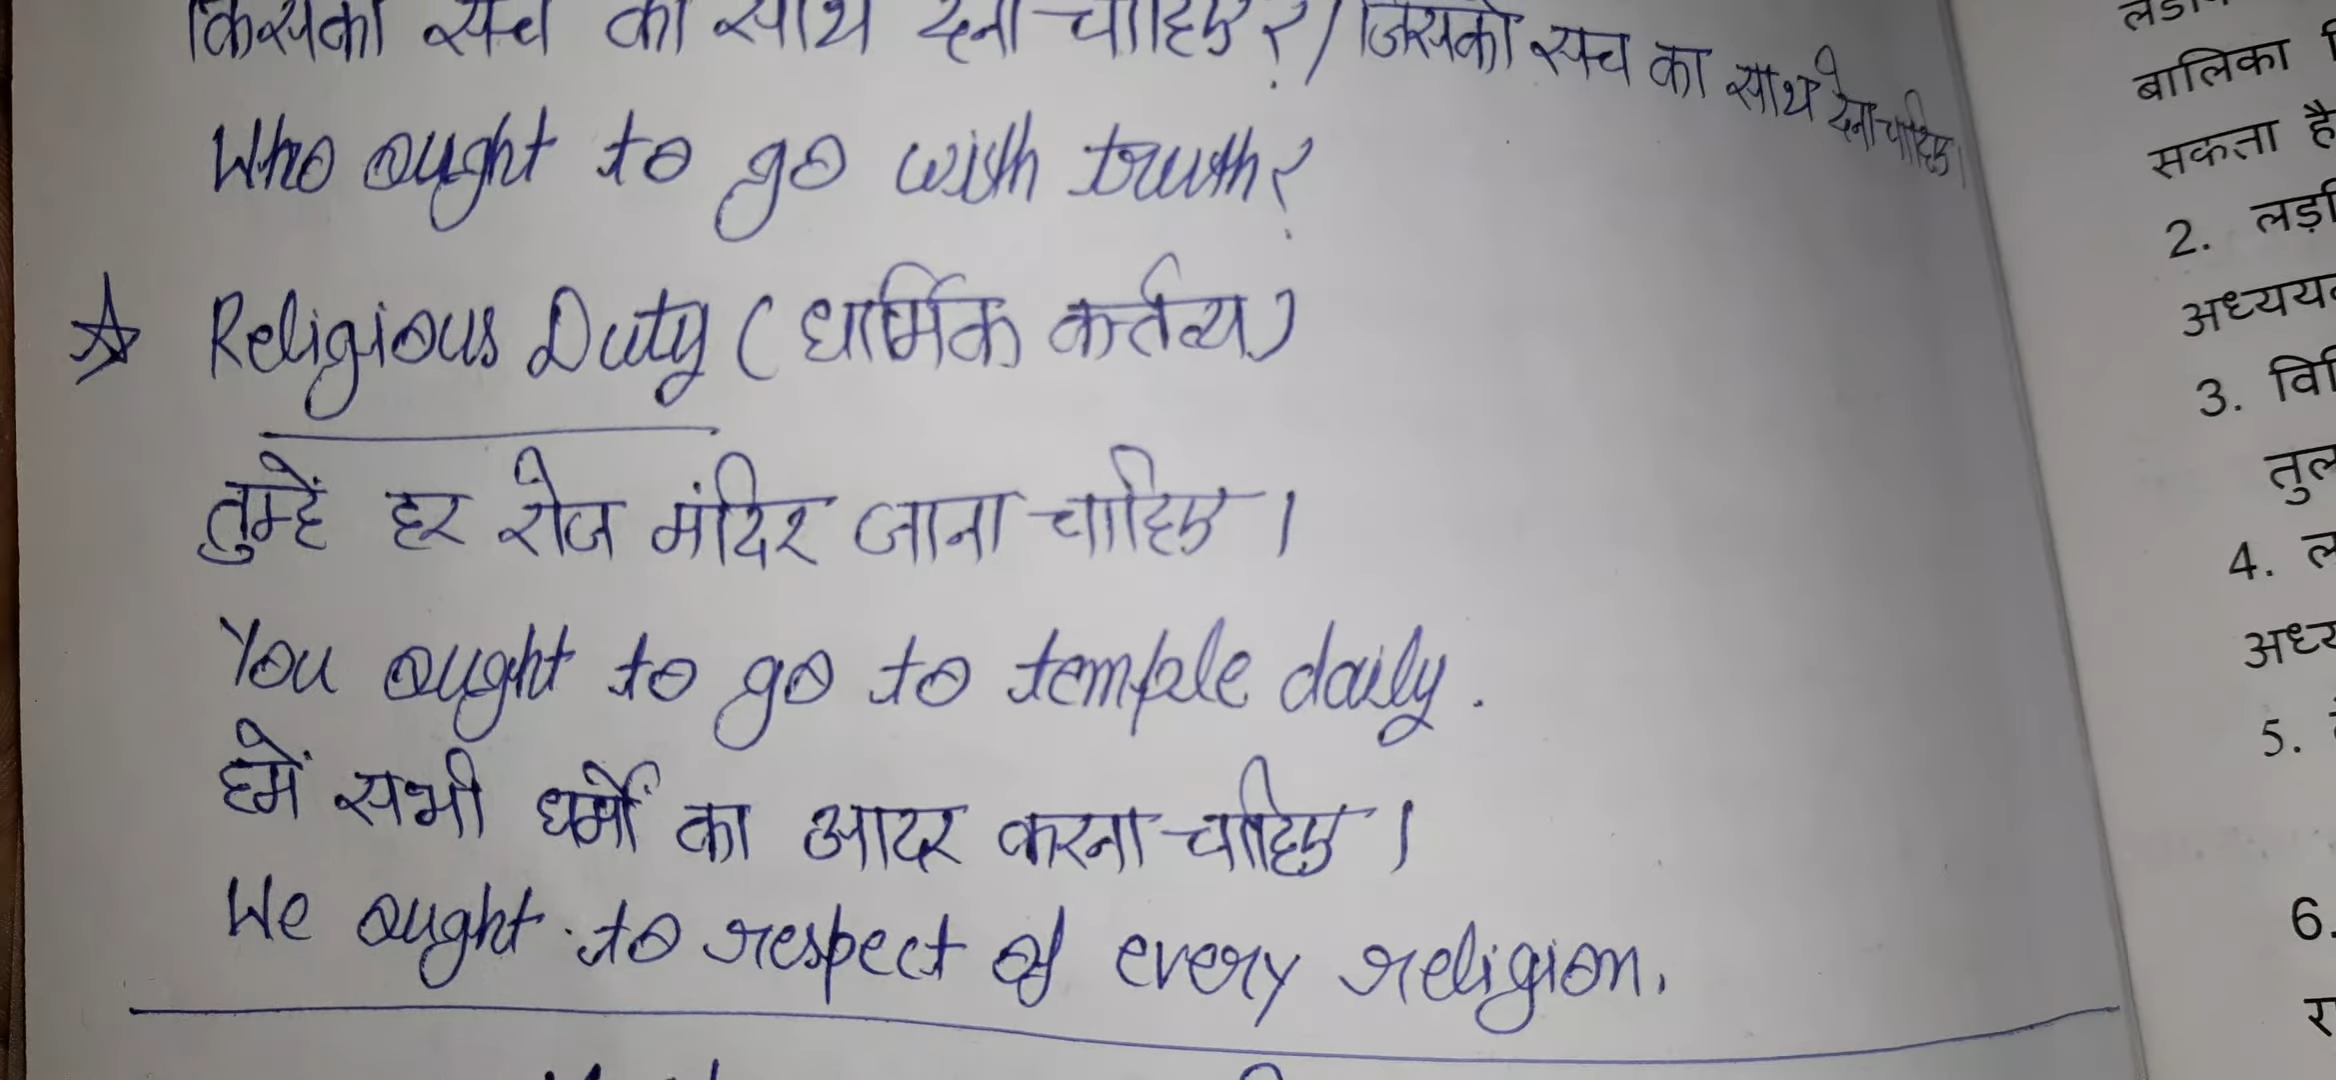 किसको सच का साथ देना चाहिए?/जिसको सच का साथ देना चाहिए।
Who ought to go with truth?
☆ Religious Duty (धार्मिक कर्तव्य)
तुम्हें हर रोज मंदिर जाना चाहिए।
You ought to go to temple daily.
हमें सभी धर्मों का आदर करना चाहिए।
We ought to respect of every religion.
बालिका
सकता है
2. लड़
अध्ययन
3. वि
तुल
4. ल
अध्य
5.
6.